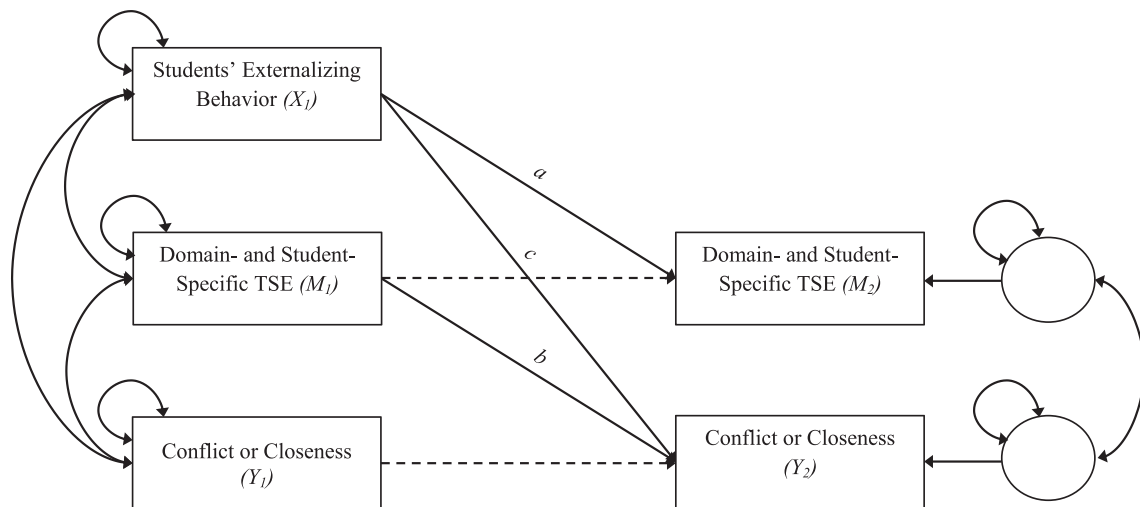 Students’ Externalizing
Behavior (X₁)
a
Domain- and Student-
Specific TSE (M₁)
c
Domain- and Student-
Specific TSE (M₂)
b
Conflict or Closeness
(Y₁)
Conflict or Closeness
(Y₂)